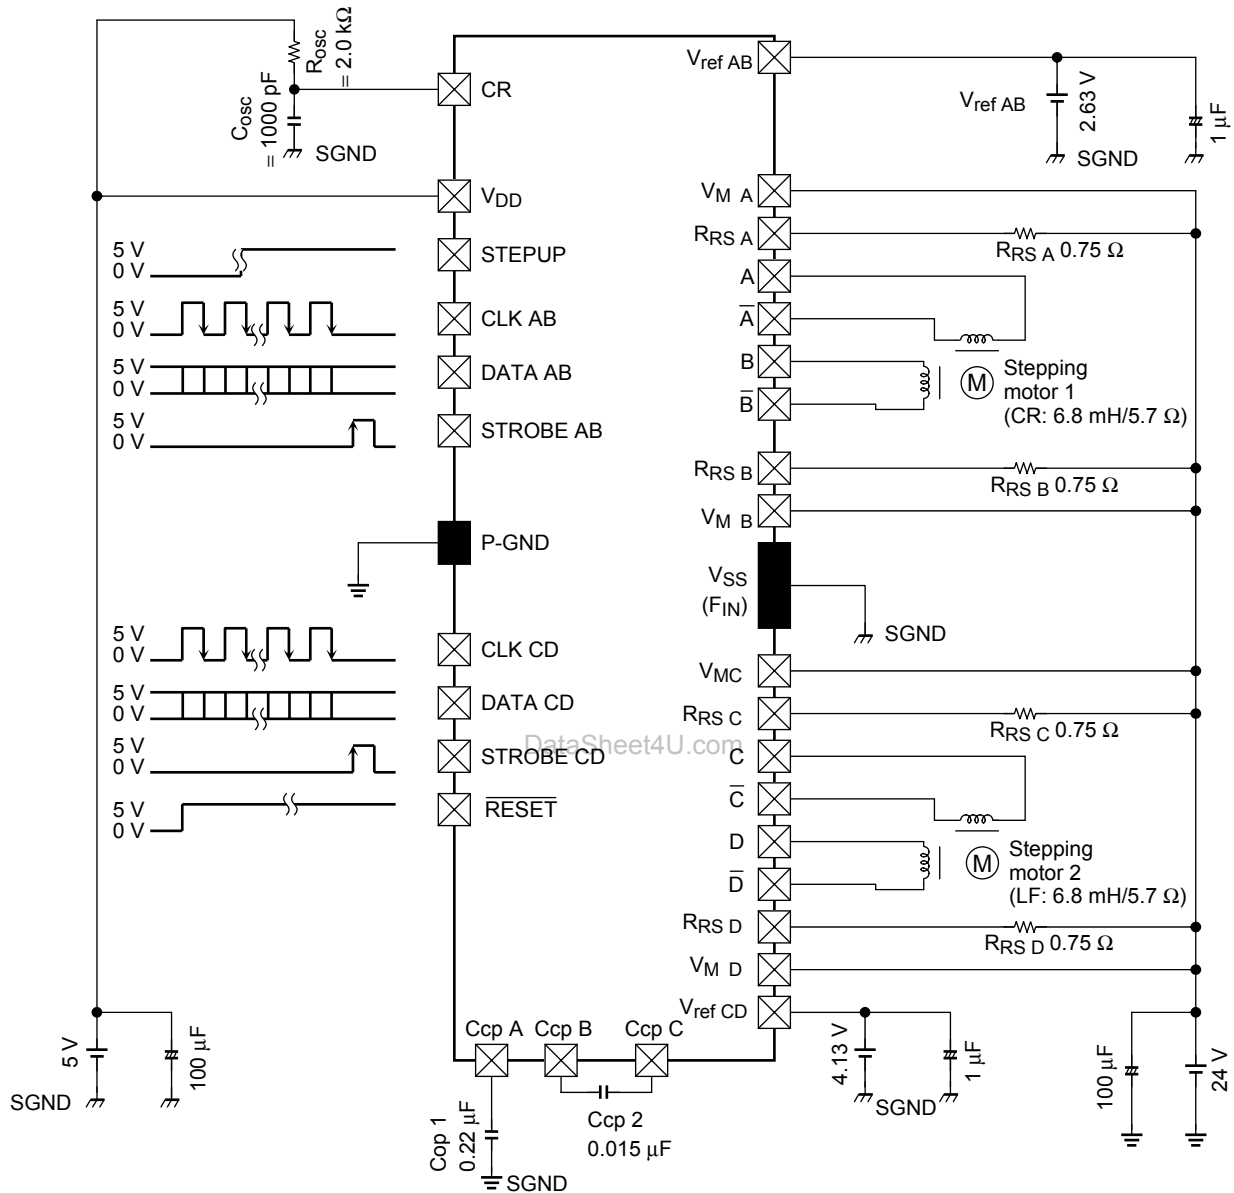 Rosc
= 2.0 kΩ
Cosc
= 1000 pF
SGND
CR
VDD
5 V
0 V
STEPUP
5 V
0 V
CLK AB
5 V
0 V
DATA AB
5 V
0 V
STROBE AB
P-GND
5 V
0 V
CLK CD
5 V
0 V
DATA CD
5 V
0 V
STROBE CD
5 V
0 V
RESET
DataSheet4U.com
Vref AB
Vref AB
2.63 V
SGND
1 μF
VM A
RRS A
RRS A 0.75 Ω
A
A
B
B
M
Stepping
motor 1
(CR: 6.8 mH/5.7 Ω)
RRS B
RRS B 0.75 Ω
VM B
VSS
(FIN)
SGND
VMC
RRS C
RRS C 0.75 Ω
C
C
D
D
M
Stepping
motor 2
(LF: 6.8 mH/5.7 Ω)
RRS D
RRS D 0.75 Ω
VM D
Vref CD
4.13 V
SGND
1 μF
100 μF
24 V
5 V
SGND
100 μF
Ccp A
Ccp B
Ccp C
Cop 1
0.22 μF
SGND
Ccp 2
0.015 μF